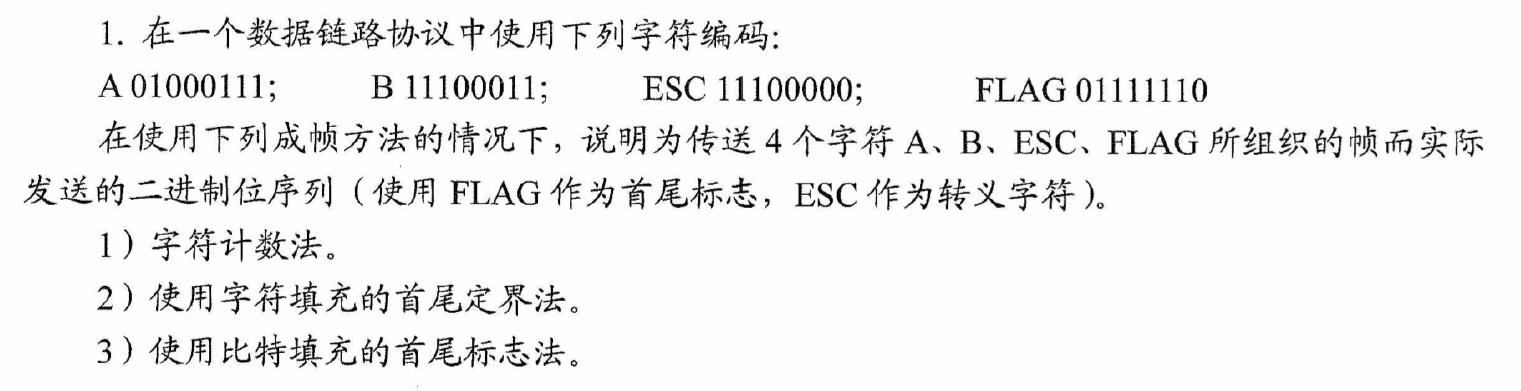 1. 在一个数据链路协议中使用下列字符编码:
A 01000111; B 11100011; ESC 11100000; FLAG 01111110
在使用下列成帧方法的情况下，说明为传送 4 个字符 A、B、ESC、FLAG 所组织的帧而实际
发送的二进制位序列（使用 FLAG 作为首尾标志，ESC 作为转义字符）。
1）字符计数法。
2）使用字符填充的首尾定界法。
3）使用比特填充的首尾标志法。